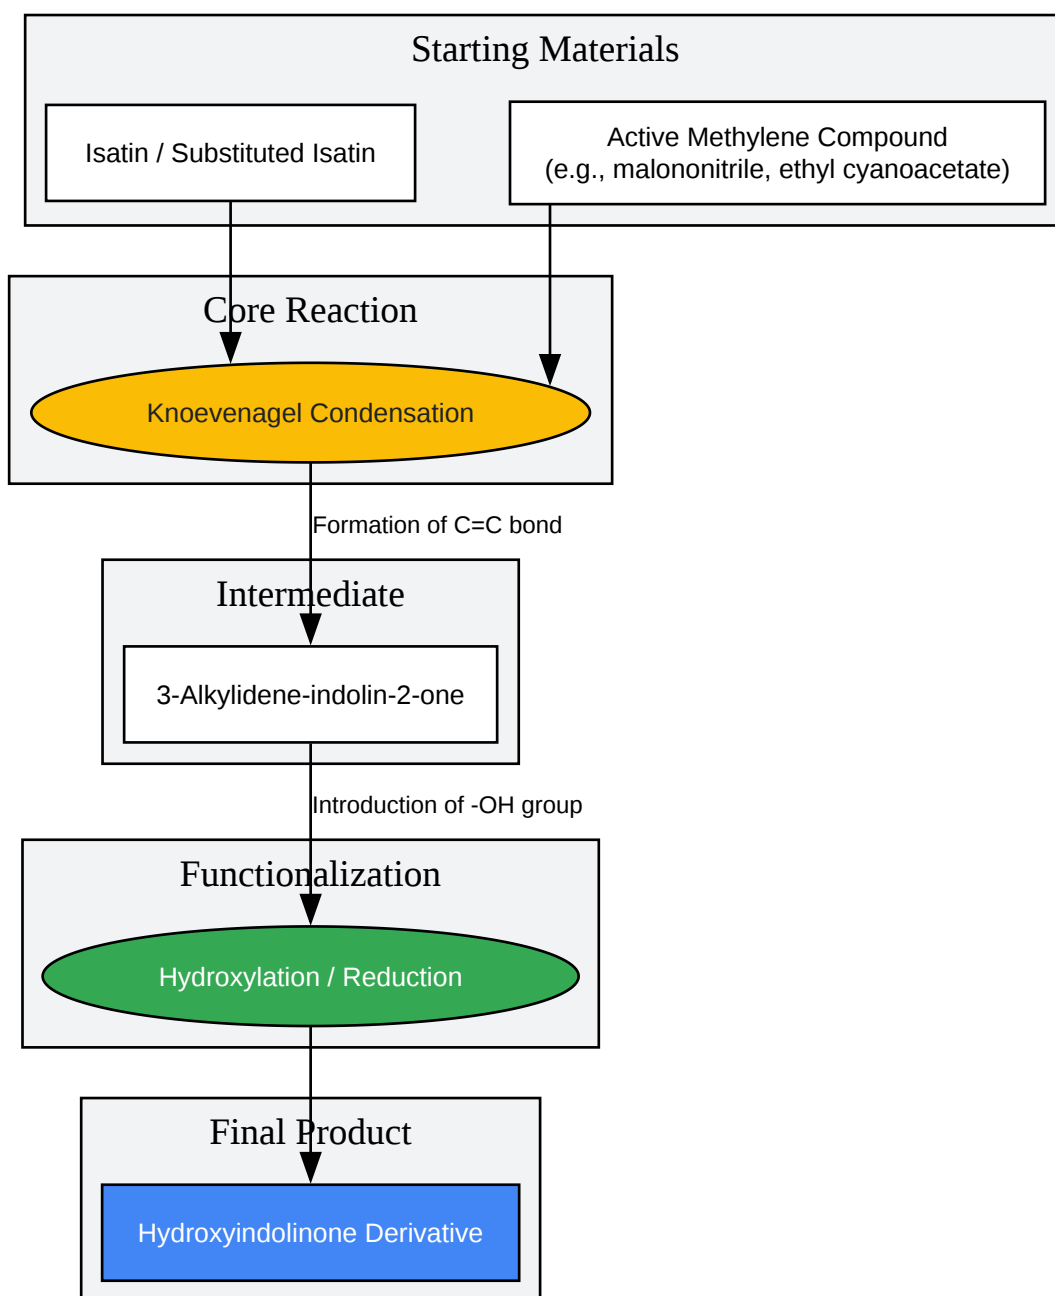 Starting Materials
Isatin / Substituted Isatin
Active Methylene Compound
(e.g., malononitrile, ethyl cyanoacetate)
Core Reaction
Knoevenagel Condensation
Formation of C=C bond
Intermediate
3-Alkylidene-indolin-2-one
Introduction of -OH group
Functionalization
Hydroxylation / Reduction
Final Product
Hydroxyindolinone Derivative